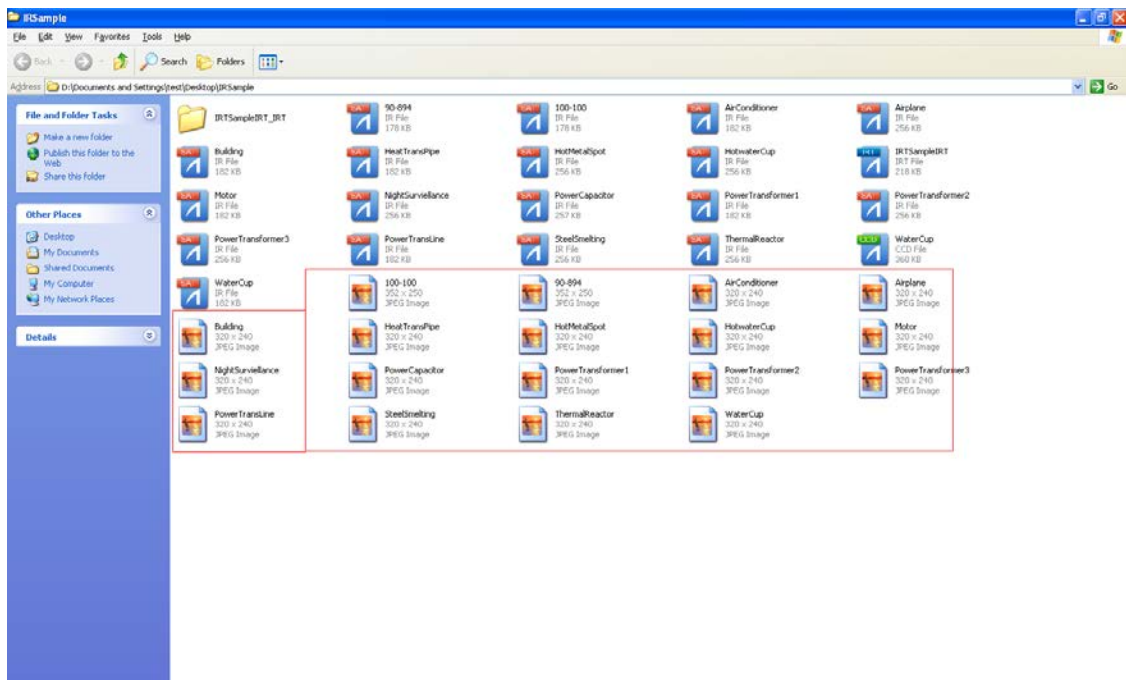 IRSample
File Edit View Favorites Tools Help
Back Search Folders
Address D:\Documents and Settings\test\Desktop\IRSample Go
File and Folder Tasks
Make a new folder
Publish this folder to the
Web
Share this folder
Other Places
Desktop
My Documents
Shared Documents
My Computer
My Network Places
Details
IRTSampleIRT_IRT
90-894
IR File
178 KB
100-100
IR File
178 KB
AirConditioner
IR File
182 KB
Airplane
IR File
256 KB
Building
IR File
182 KB
HeatTransPipe
IR File
182 KB
HotMetalSpot
IR File
256 KB
HotwaterCup
IR File
256 KB
IRTSampleIRT
IRT File
218 KB
Motor
IR File
182 KB
NightSurviellance
IR File
256 KB
PowerCapacitor
IR File
257 KB
PowerTransformer1
IR File
182 KB
PowerTransformer2
IR File
256 KB
PowerTransformer3
IR File
256 KB
PowerTransLine
IR File
182 KB
SteelSmelting
IR File
256 KB
ThermalReactor
IR File
256 KB
WaterCup
CCD File
360 KB
WaterCup
IR File
182 KB
100-100
352 x 250
JPEG Image
90-894
352 x 250
JPEG Image
AirConditioner
320 x 240
JPEG Image
Airplane
320 x 240
JPEG Image
Building
320 x 240
JPEG Image
HeatTransPipe
320 x 240
JPEG Image
HotMetalSpot
320 x 240
JPEG Image
HotwaterCup
320 x 240
JPEG Image
Motor
320 x 240
JPEG Image
NightSurviellance
320 x 240
JPEG Image
PowerCapacitor
320 x 240
JPEG Image
PowerTransformer1
320 x 240
JPEG Image
PowerTransformer2
320 x 240
JPEG Image
PowerTransformer3
320 x 240
JPEG Image
PowerTransLine
320 x 240
JPEG Image
SteelSmelting
320 x 240
JPEG Image
ThermalReactor
320 x 240
JPEG Image
WaterCup
320 x 240
JPEG Image